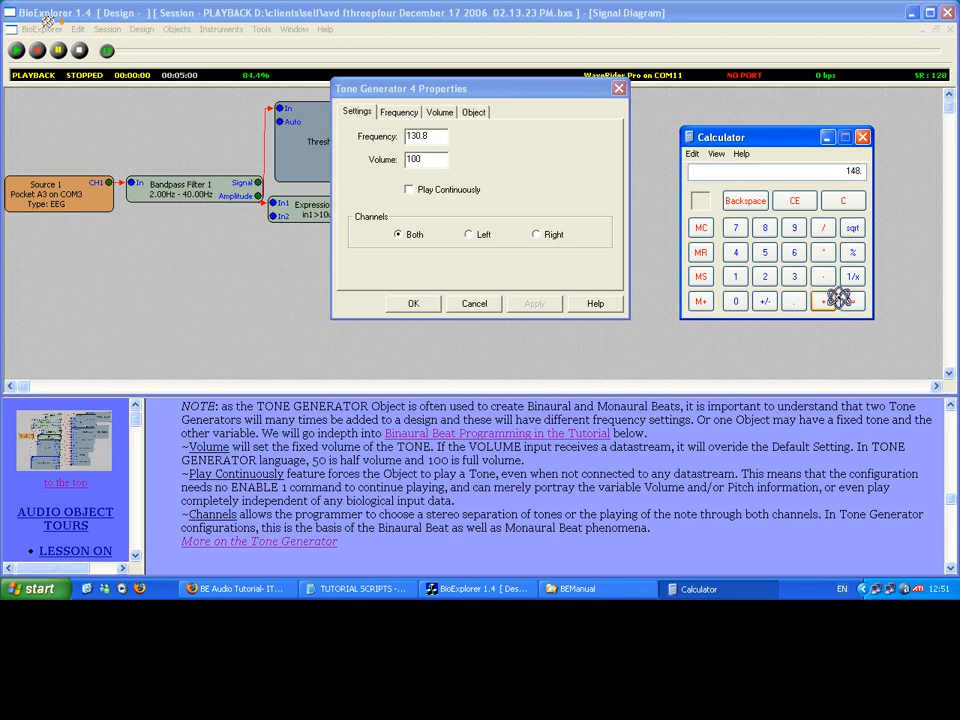 BioExplorer 1.4 [ Design - ] [ Session - PLAYBACK D:\clients\self\avd fthreepfour December 17 2006 02.13.23 PM.bxs ] - [Signal Diagram]
BioExplorer Edit Session Design Objects Instruments Tools Window Help
PLAYBACK STOPPED 00:00:00 00:05:00 84.4% WaveRider Pro on COM11 NO PORT 0 bps SR : 128
Tone Generator 4 Properties
Settings Frequency Volume Object
Frequency: 130.8
Volume: 100
Play Continuously
Channels
Both Left Right
OK Cancel Apply Help
In
Auto
Thresh
Source 1
Pocket A3 on COM3
Type: EEG
CH1
In Bandpass Filter 1 Signal
2.00Hz - 40.00Hz Amplitude
In1 Expressio
In2 in1>10u
Calculator
Edit View Help
148.
Backspace CE C
MC 7 8 9 / sqrt
MR 4 5 6 * %
MS 1 2 3 - 1/x
M+ 0 +/- . + =
to the top
AUDIO OBJECT
TOURS
LESSON ON
NOTE: as the TONE GENERATOR Object is often used to create Binaural and Monaural Beats, it is important to understand that two Tone
Generators will many times be added to a design and these will have different frequency settings. Or one Object may have a fixed tone and the
other variable. We will go indepth into Binaural Beat Programming in the Tutorial below.
~Volume will set the fixed volume of the TONE. If the VOLUME input receives a datastream, it will overide the Default Setting. In TONE
GENERATOR language, 50 is half volume and 100 is full volume.
~Play Continuously feature forces the Object to play a Tone, even when not connected to any datastream. This means that the configuration
needs no ENABLE 1 command to continue playing, and can merely portray the variable Volume and/or Pitch information, or even play
completely independent of any biological input data.
~Channels allows the programmer to choose a stereo separation of tones or the playing of the note through both channels. In Tone Generator
configurations, this is the basis of the Binaural Beat as well as Monaural Beat phenomena.
More on the Tone Generator
start BE Audio Tutorial- IT... TUTORIAL SCRIPTS -... BioExplorer 1.4 [ Des... BEManual Calculator EN 12:51